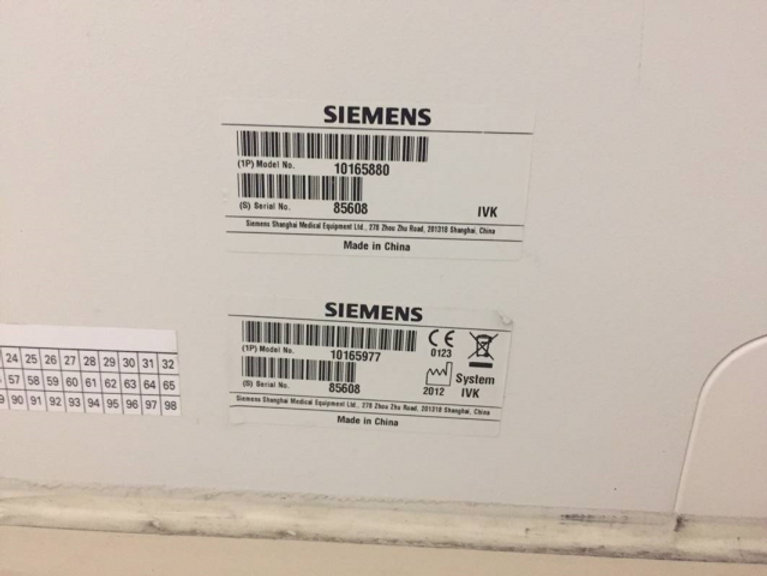 SIEMENS
(1P) Model No. 10165880
(S) Serial No. 85608 IVK
Siemens Shanghai Medical Equipment Ltd., 278 Zhou Zhu Road, 201318 Shanghai, China
Made in China
SIEMENS
(1P) Model No. 10165977
CE 0123
(S) Serial No. 85608
2012
System
IVK
Siemens Shanghai Medical Equipment Ltd., 278 Zhou Zhu Road, 201318 Shanghai, China
Made in China
24 25 26 27 28 29 30 31 32
57 58 59 60 61 62 63 64 65
90 91 92 93 94 95 96 97 98